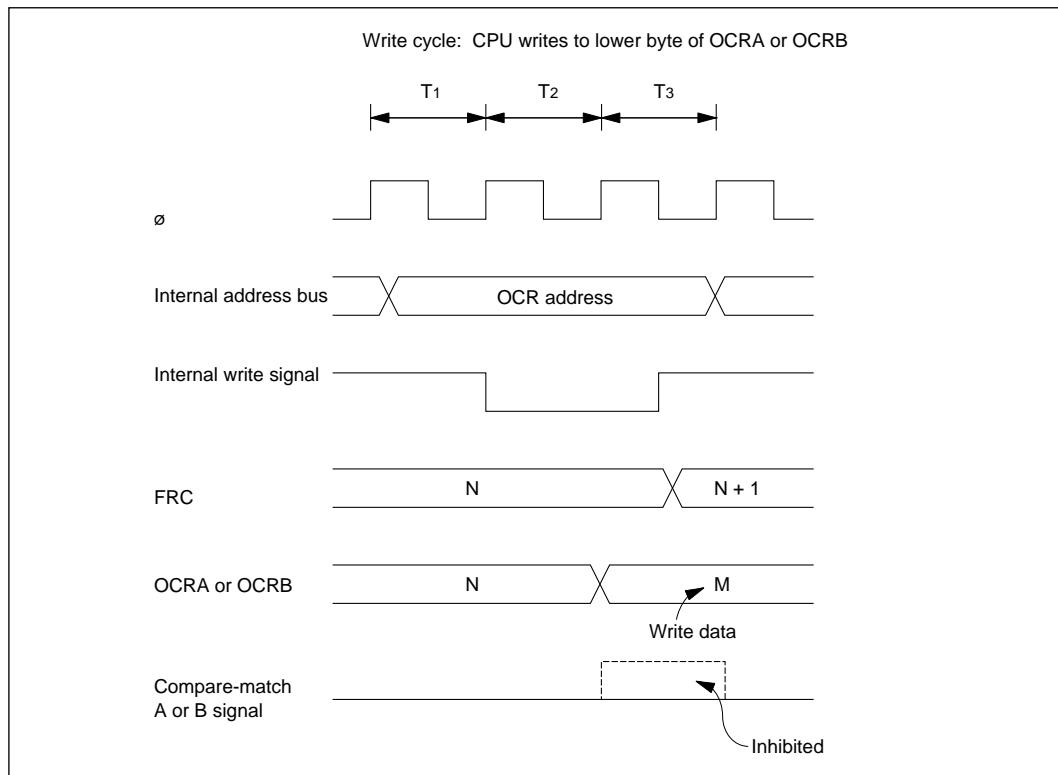 Write cycle: CPU writes to lower byte of OCRA or OCRB
T1 T2 T3
ø
Internal address bus OCR address
Internal write signal
FRC N N + 1
OCRA or OCRB N M
Write data
Compare-match
A or B signal
Inhibited